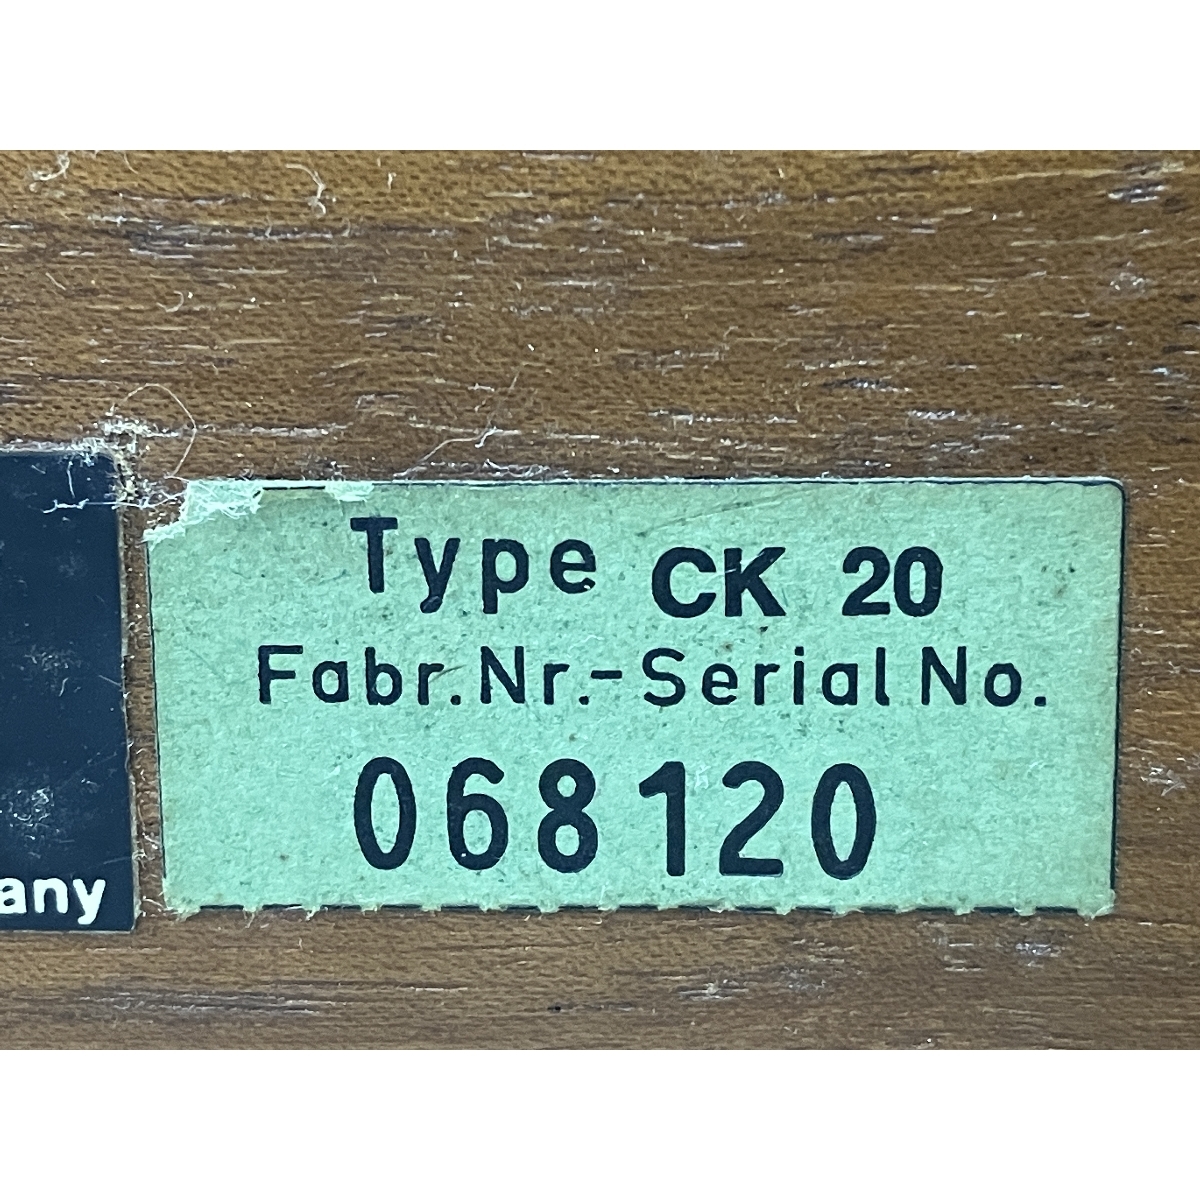 Type CK 20
Fabr.Nr.-Serial No.
068120
any